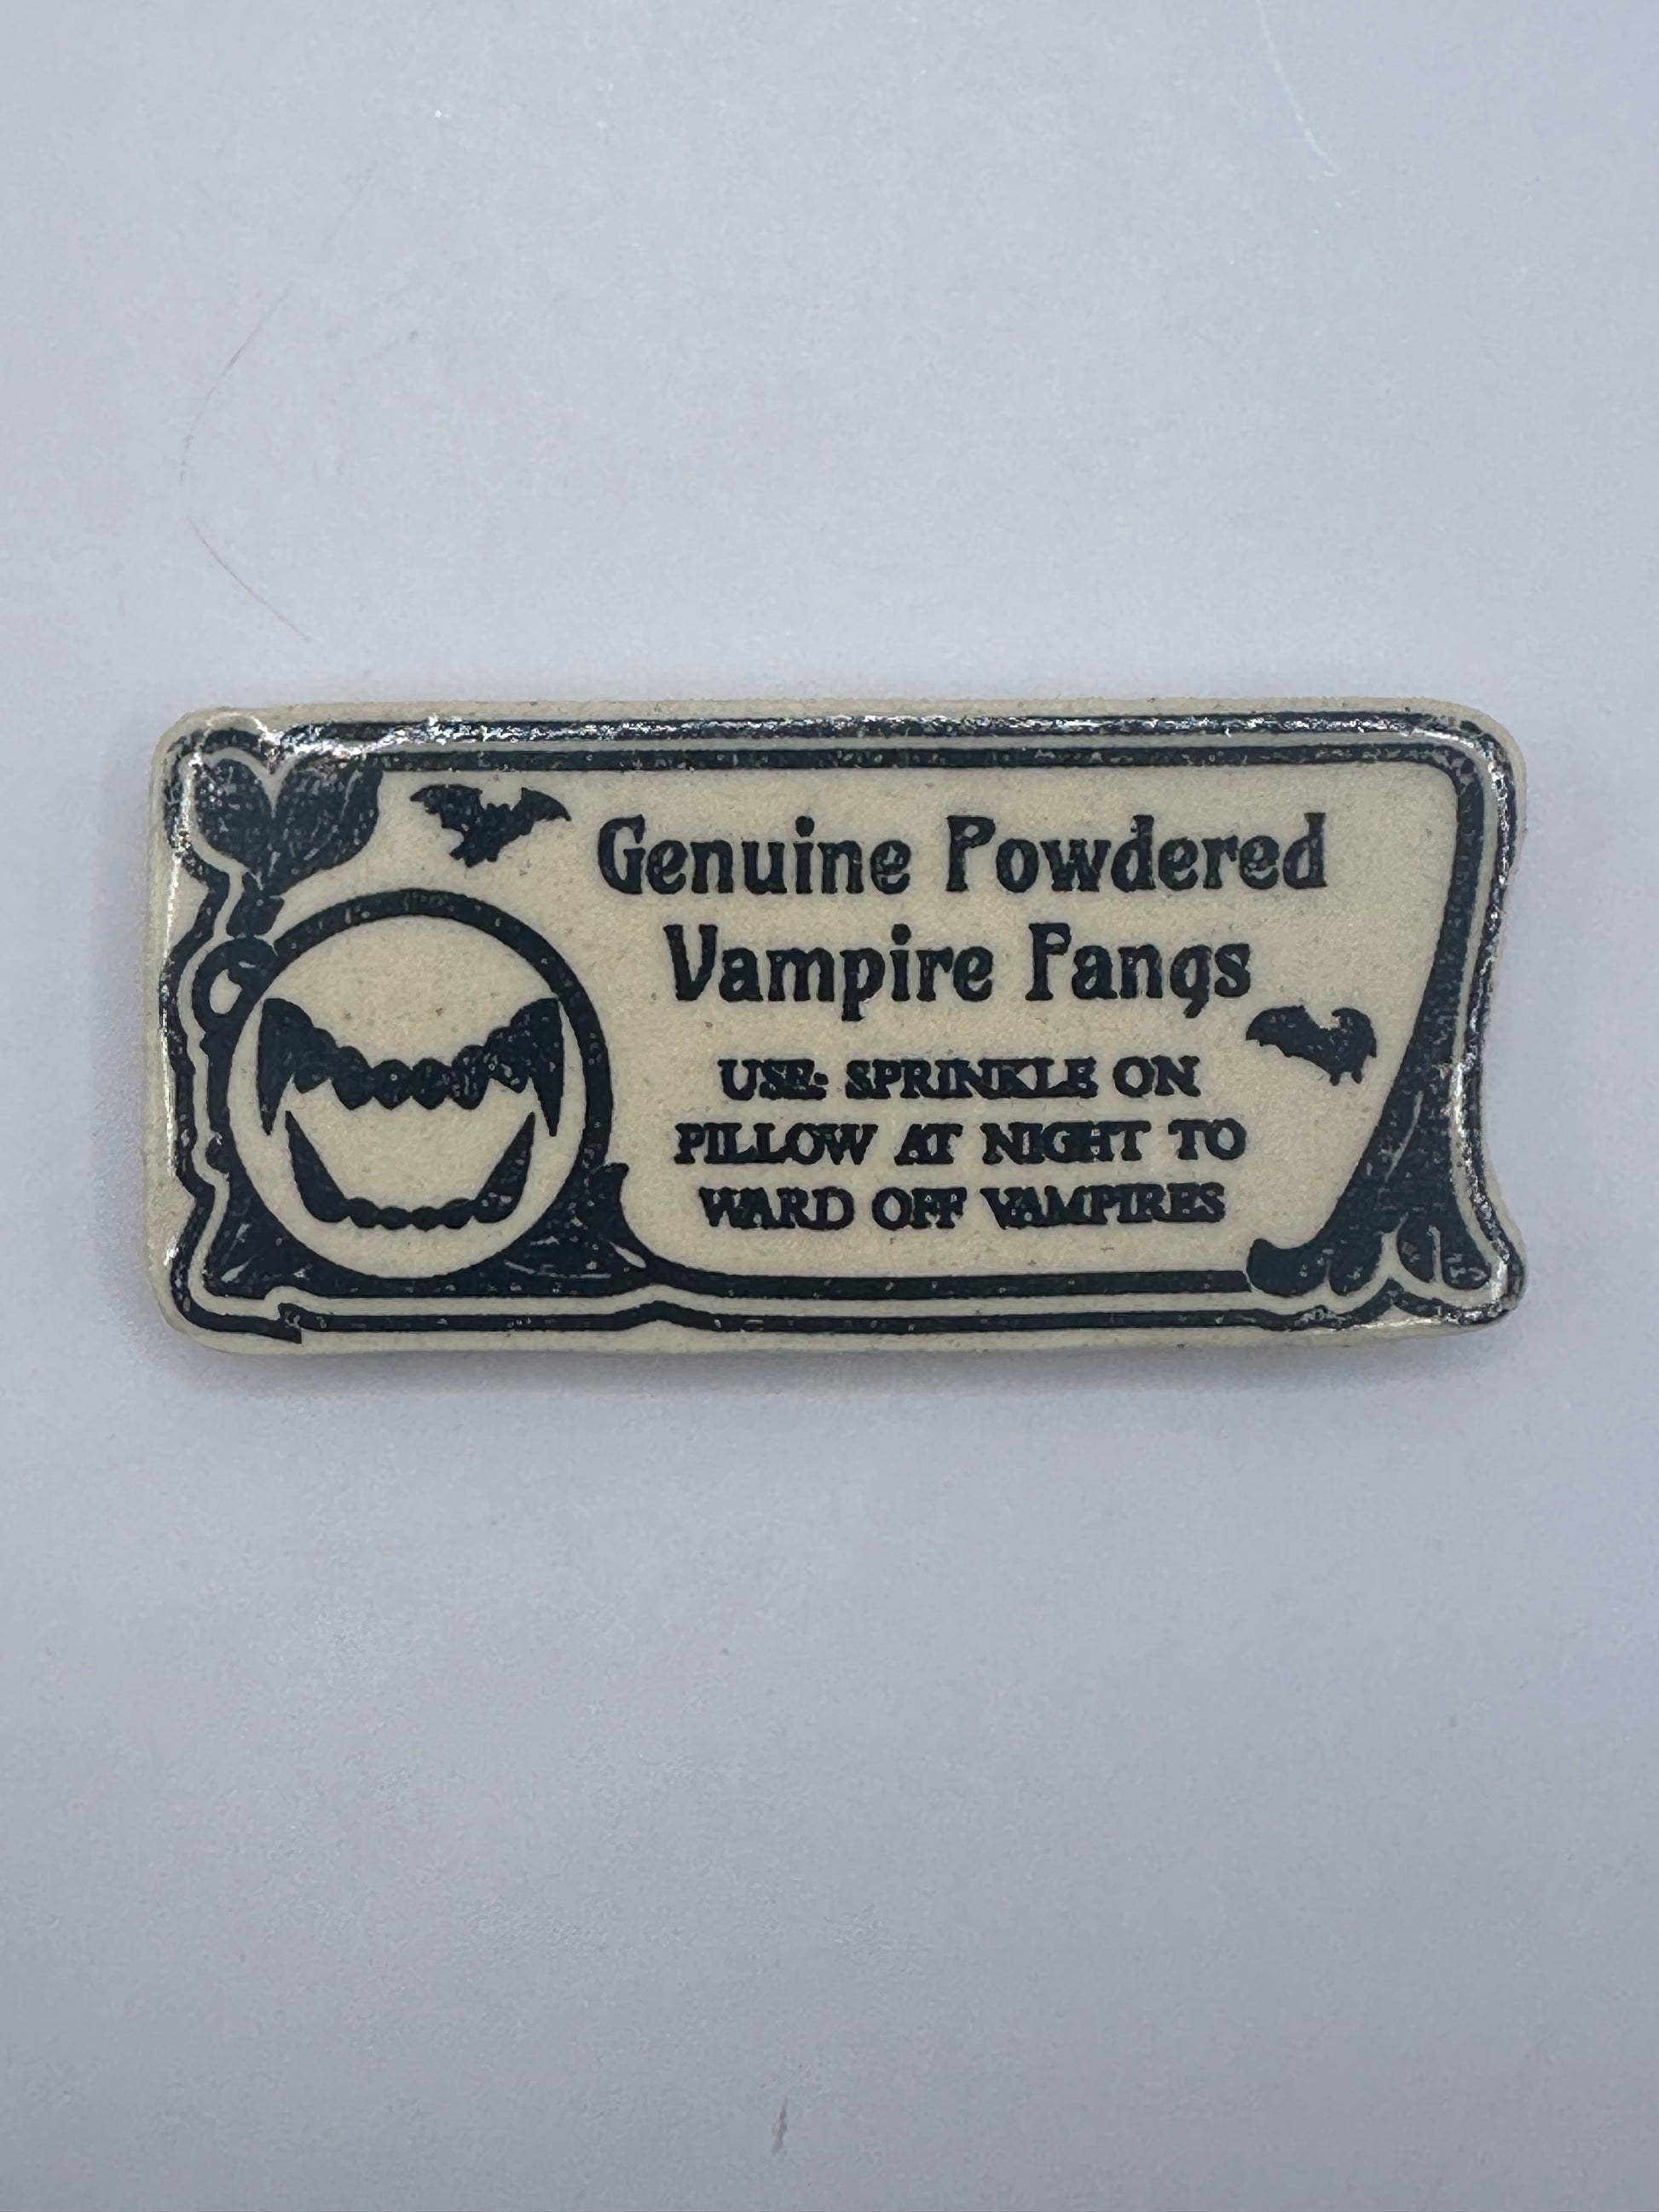 Genuine Powdered
Vampire Fangs
USE: SPRINKLE ON
PILLOW AT NIGHT TO
WARD OFF VAMPIRES